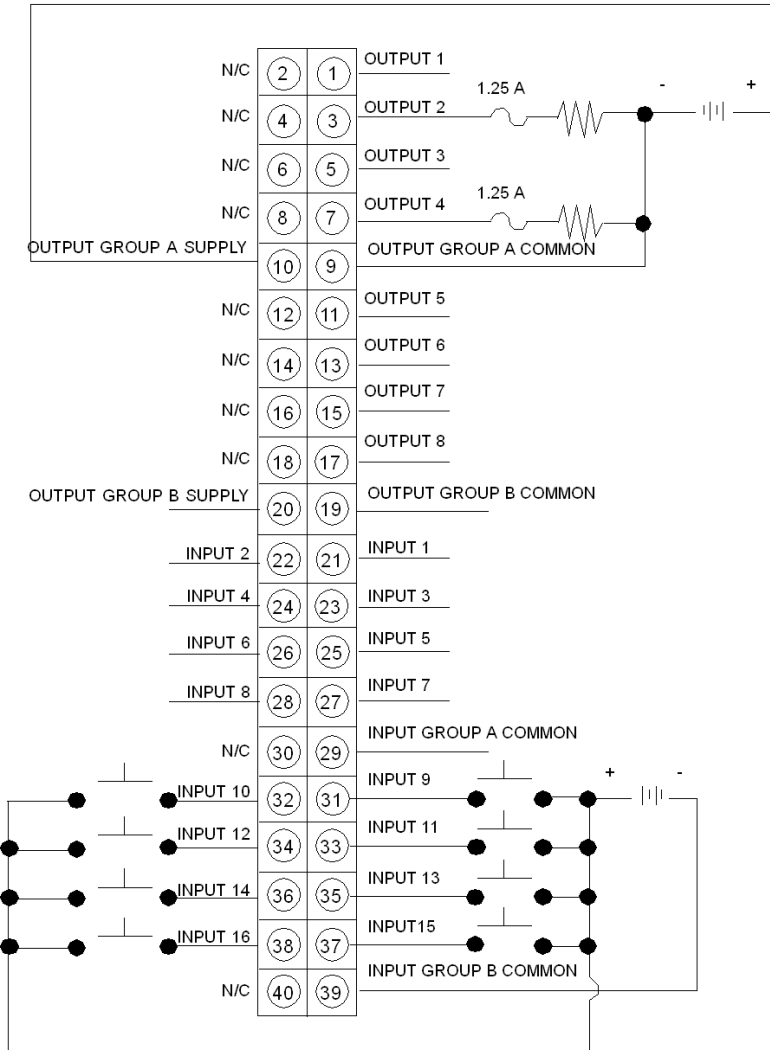 N/C 2 1 OUTPUT 1
1.25 A - +
N/C 4 3 OUTPUT 2
N/C 6 5 OUTPUT 3
1.25 A
N/C 8 7 OUTPUT 4
OUTPUT GROUP A SUPPLY 10 9 OUTPUT GROUP A COMMON
N/C 12 11 OUTPUT 5
N/C 14 13 OUTPUT 6
N/C 16 15 OUTPUT 7
N/C 18 17 OUTPUT 8
OUTPUT GROUP B SUPPLY 20 19 OUTPUT GROUP B COMMON
INPUT 2 22 21 INPUT 1
INPUT 4 24 23 INPUT 3
INPUT 6 26 25 INPUT 5
INPUT 8 28 27 INPUT 7
N/C 30 29 INPUT GROUP A COMMON
+ -
INPUT 10 32 31 INPUT 9
INPUT 12 34 33 INPUT 11
INPUT 14 36 35 INPUT 13
INPUT 16 38 37 INPUT15
N/C 40 39 INPUT GROUP B COMMON